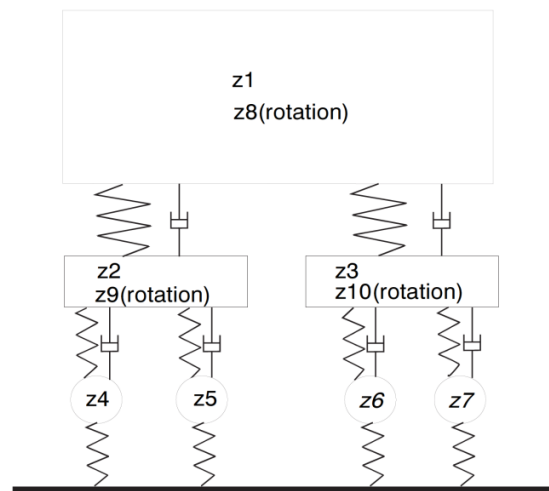 z1
z8(rotation)
z2
z9(rotation)
z3
z10(rotation)
z4
z5
z6
z7